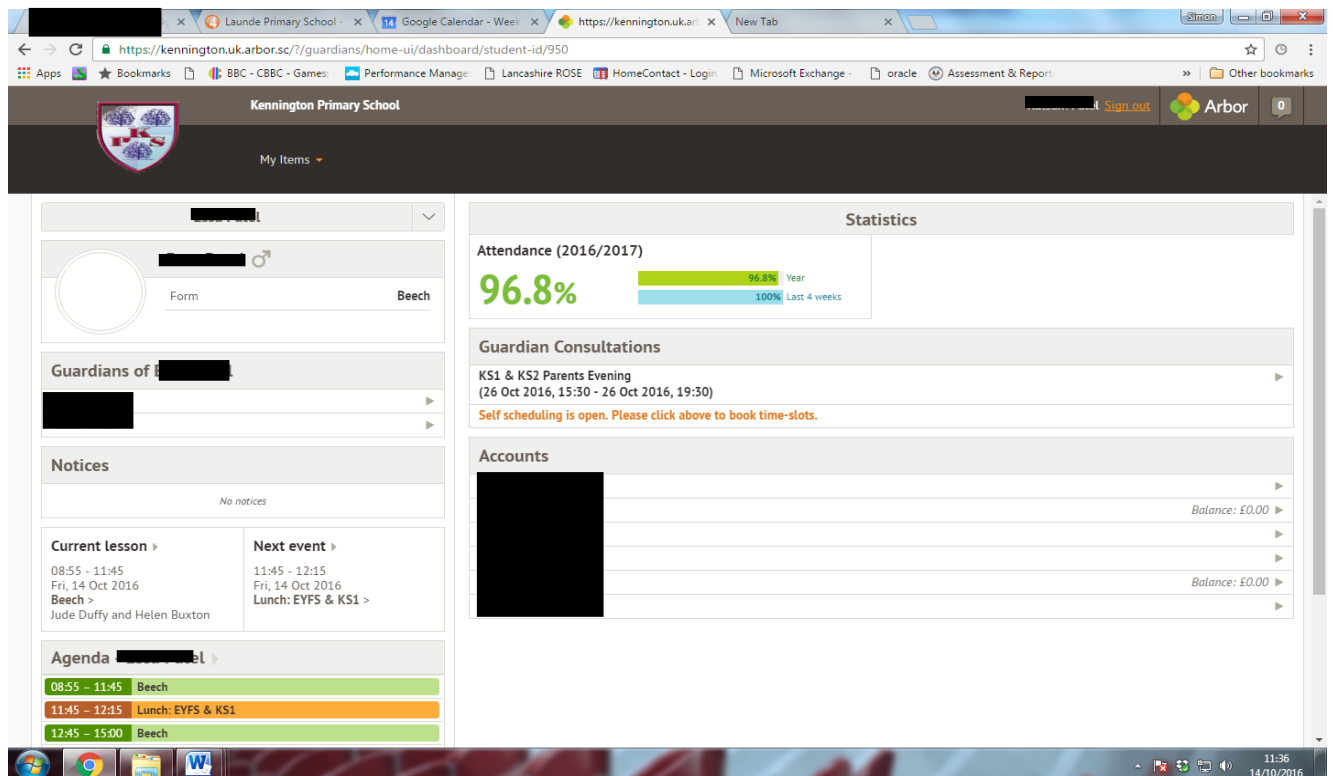 Simon
Launde Primary School - × Google Calendar - Week × https://kennington.uk.arb × New Tab ×
https://kennington.uk.arbor.sc/?/guardians/home-ui/dashboard/student-id/950
Apps Bookmarks BBC - CBBC - Games: Performance Manage Lancashire ROSE HomeContact - Login Microsoft Exchange - oracle Assessment & Report » Other bookmarks
Kennington Primary School Sign out Arbor 0
PKS
My Items
Statistics
Attendance (2016/2017)
96.8%
96.8% Year
100% Last 4 weeks
Form Beech
Guardians of
Guardian Consultations
KS1 & KS2 Parents Evening
(26 Oct 2016, 15:30 - 26 Oct 2016, 19:30)
Self scheduling is open. Please click above to book time-slots.
Notices
No notices
Accounts
Balance: £0.00
Balance: £0.00
Current lesson
08:55 - 11:45
Fri, 14 Oct 2016
Beech >
Jude Duffy and Helen Buxton
Next event
11:45 - 12:15
Fri, 14 Oct 2016
Lunch: EYFS & KS1 >
Agenda -
08:55 – 11:45 Beech
11:45 – 12:15 Lunch: EYFS & KS1
12:45 – 15:00 Beech
11:36
14/10/2016